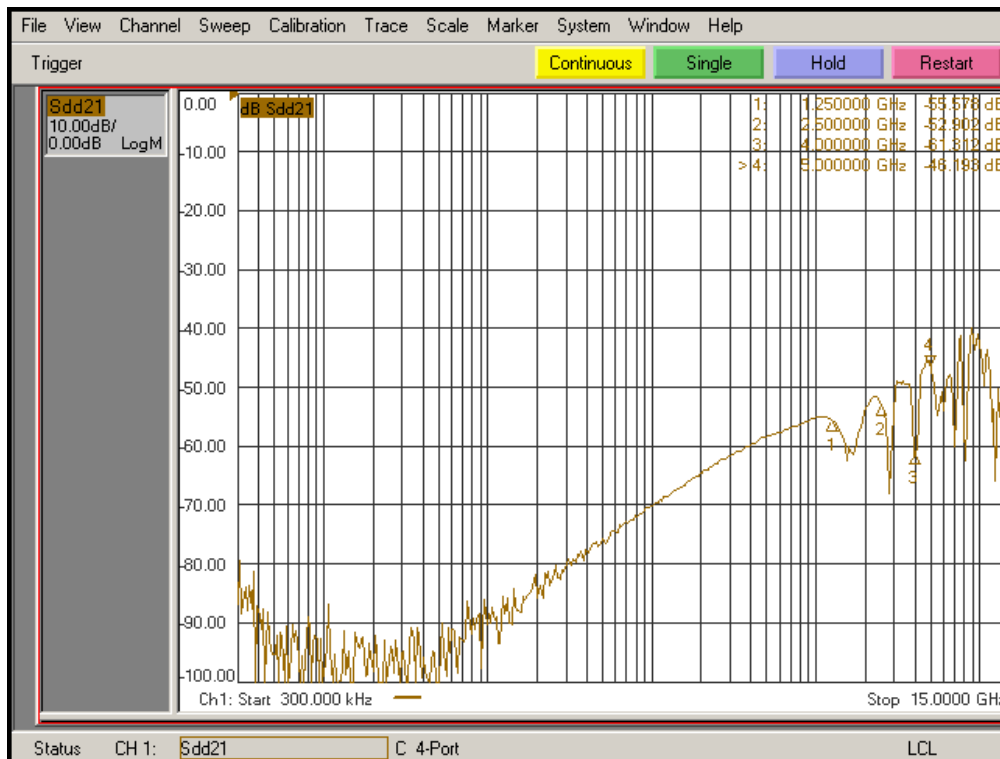 File View Channel Sweep Calibration Trace Scale Marker System Window Help
Trigger Continuous Single Hold Restart
Sdd21
10.00dB/
0.00dB LogM
dB Sdd21
1: 1.250000 GHz -55.578 dB
2: 2.500000 GHz -52.902 dB
3: 4.000000 GHz -61.312 dB
> 4: 5.000000 GHz -46.193 dB
0.00
-10.00
-20.00
-30.00
-40.00
-50.00
-60.00
-70.00
-80.00
-90.00
-100.00
4
1
2
3
Ch1: Start 300.000 kHz
Stop 15.0000 GHz
Status CH 1: Sdd21 C 4-Port LCL